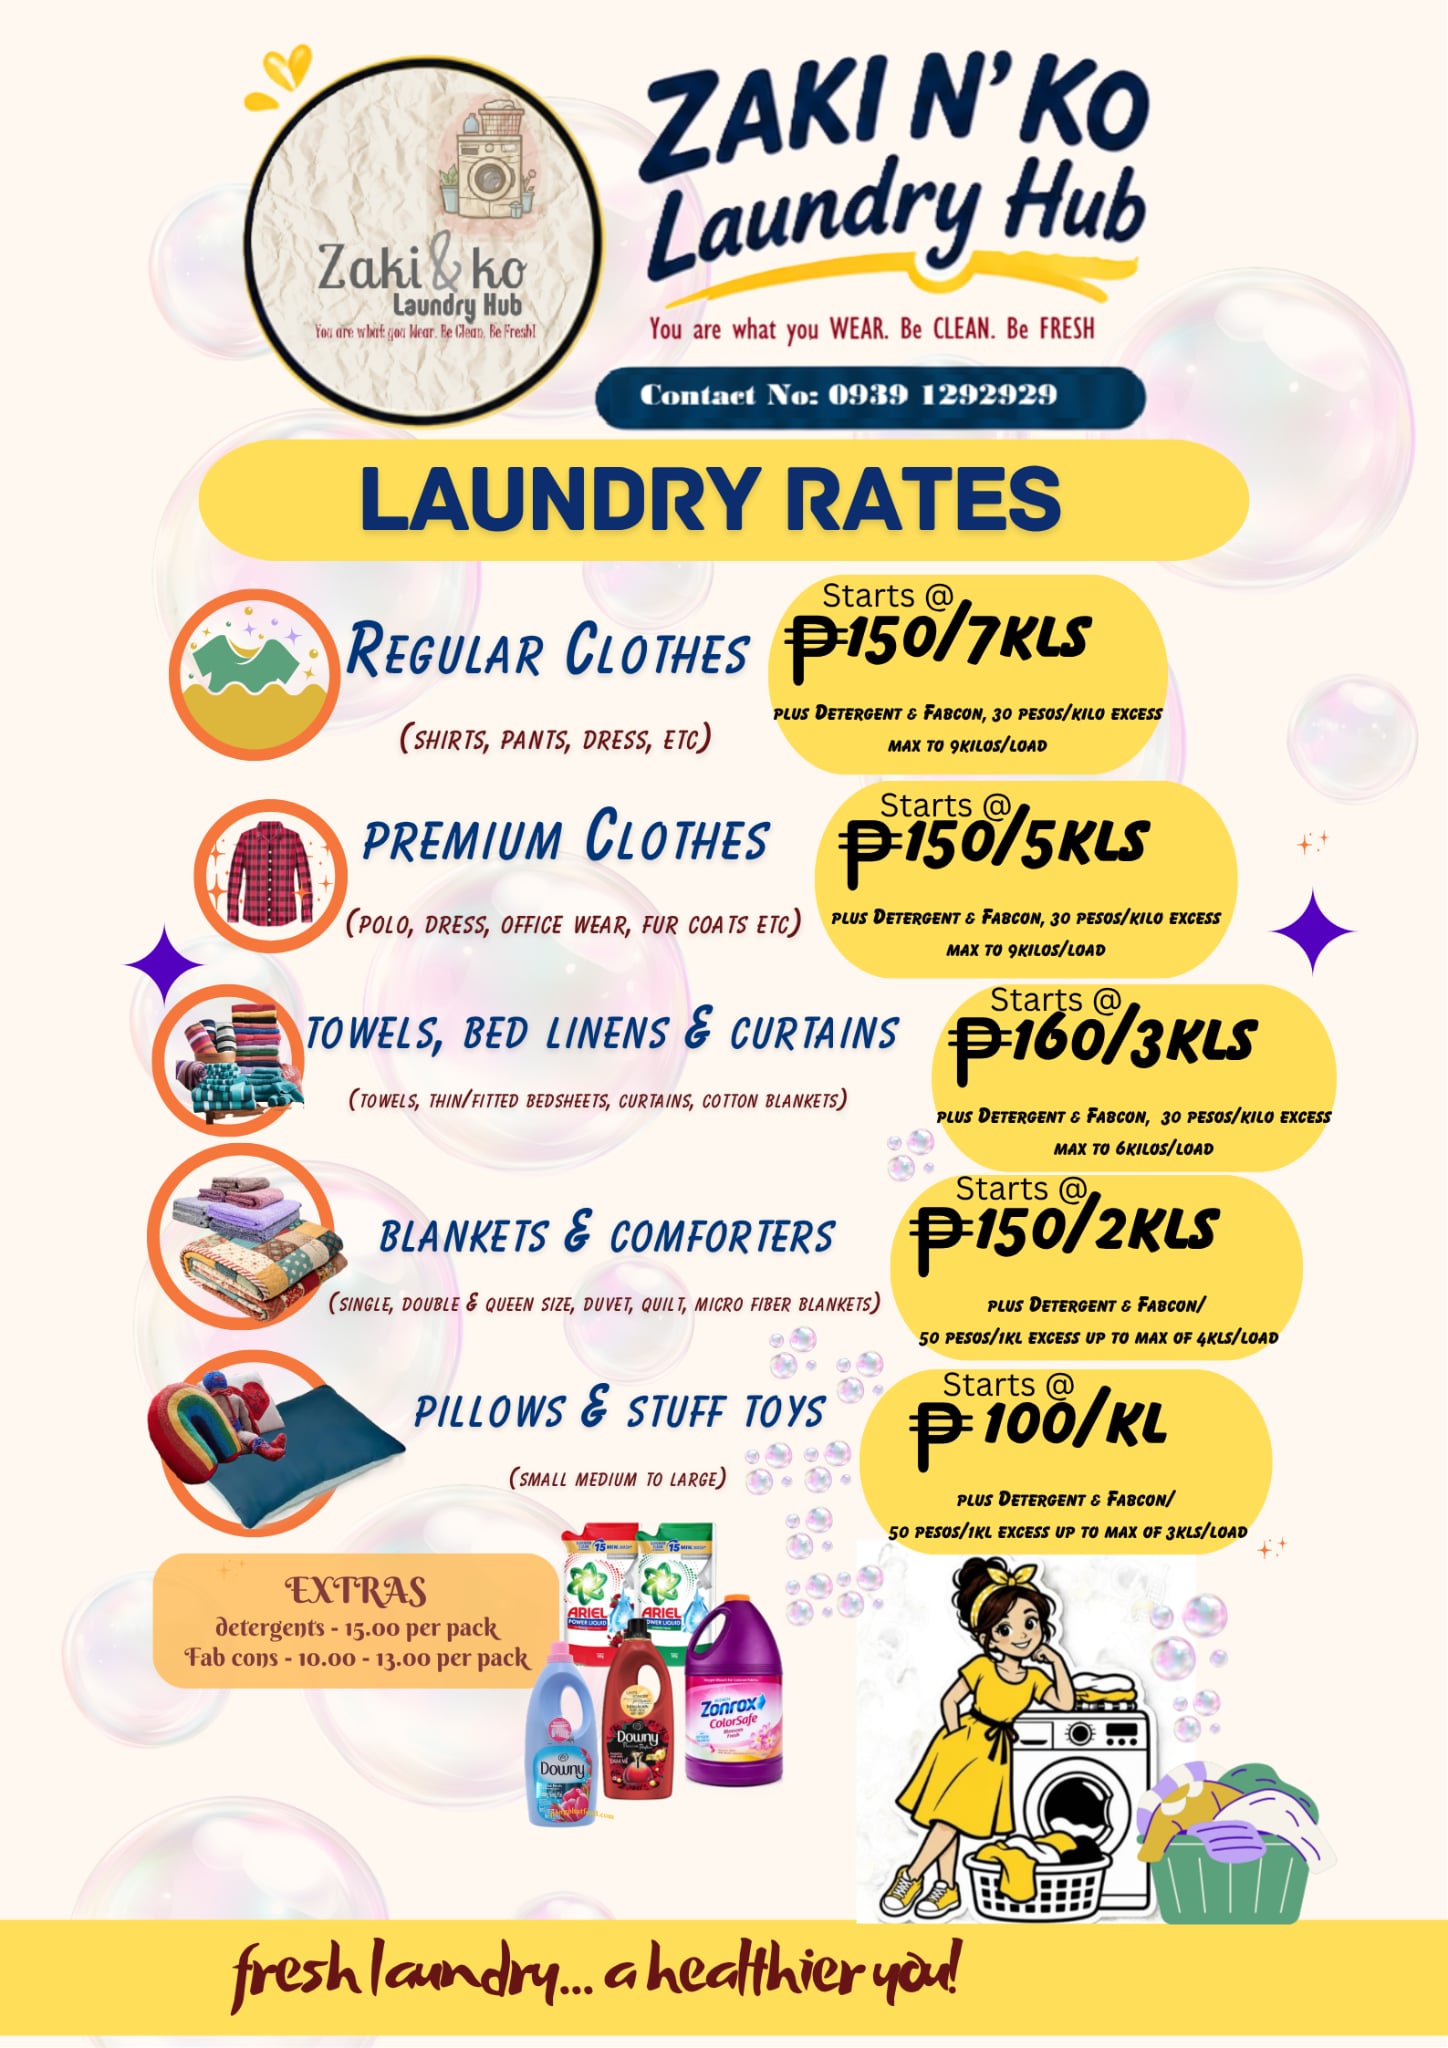 Zaki & ko
Laundry Hub
You are what you Wear. Be Clean. Be Fresh!
ZAKI N' KO
Laundry Hub
You are what you WEAR. Be CLEAN. Be FRESH
Contact No: 0939 1292929
LAUNDRY RATES
REGULAR CLOTHES
(SHIRTS, PANTS, DRESS, ETC)
Starts @
₱150/7KLS
PLUS DETERGENT & FABCON, 30 PESOS/KILO EXCESS
MAX TO 9KILOS/LOAD
PREMIUM CLOTHES
(POLO, DRESS, OFFICE WEAR, FUR COATS ETC)
Starts @
₱150/5KLS
PLUS DETERGENT & FABCON, 30 PESOS/KILO EXCESS
MAX TO 9KILOS/LOAD
TOWELS, BED LINENS & CURTAINS
(TOWELS, THIN/FITTED BEDSHEETS, CURTAINS, COTTON BLANKETS)
Starts @
₱160/3KLS
PLUS DETERGENT & FABCON, 30 PESOS/KILO EXCESS
MAX TO 6KILOS/LOAD
BLANKETS & COMFORTERS
(SINGLE, DOUBLE & QUEEN SIZE, DUVET, QUILT, MICRO FIBER BLANKETS)
Starts @
₱150/2KLS
PLUS DETERGENT & FABCON/
50 PESOS/1KL EXCESS UP TO MAX OF 4KLS/LOAD
PILLOWS & STUFF TOYS
(SMALL MEDIUM TO LARGE)
Starts @
₱ 100/KL
PLUS DETERGENT & FABCON/
50 PESOS/1KL EXCESS UP TO MAX OF 3KLS/LOAD
EXTRAS
detergents - 15.00 per pack
Fab cons - 10.00 - 13.00 per pack
15
ARIEL
POWER LIQUID
15
ARIEL
POWER LIQUID
Zonrox
ColorSafe
Blossom
Fresh
Downy
Downy
fresh laundry... a healthier you!